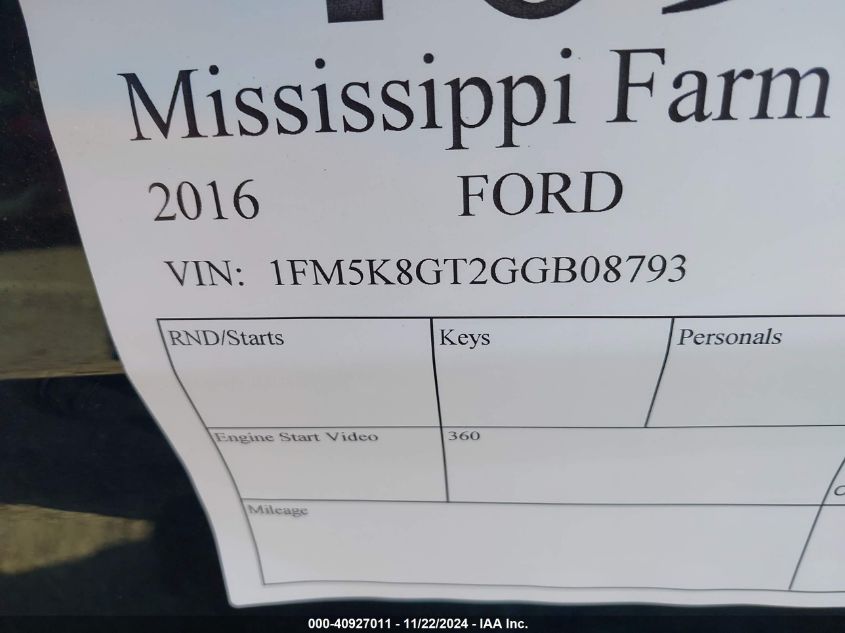 Mississippi Farm
2016 FORD
VIN: 1FM5K8GT2GGB08793
RND/Starts Keys Personals
Engine Start Video 360
Mileage
000-40927011 - 11/22/2024 - IAA Inc.